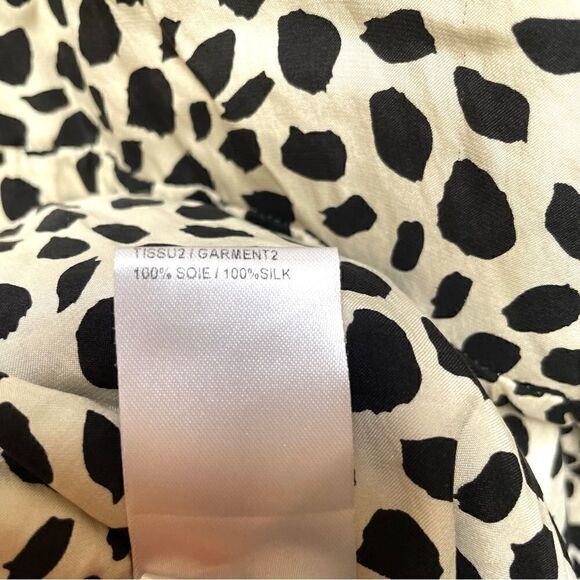 TISSU2 / GARMENT2
100% SOIE / 100%SILK